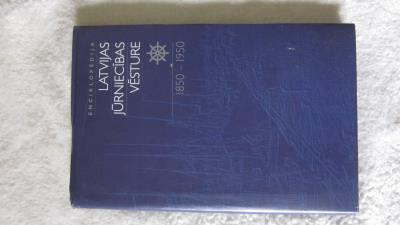 ENCIKLOPĒDIJA
LATVIJAS
JŪRNIECĪBAS
VĒSTURE
1850 – 1950